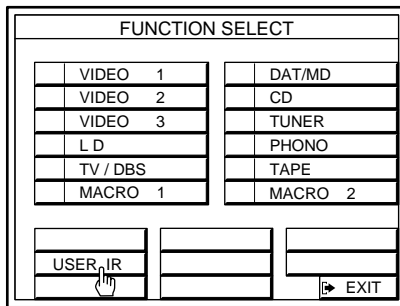 FUNCTION SELECT
VIDEO 1
VIDEO 2
VIDEO 3
L D
TV / DBS
MACRO 1
DAT/MD
CD
TUNER
PHONO
TAPE
MACRO 2
USER IR
EXIT